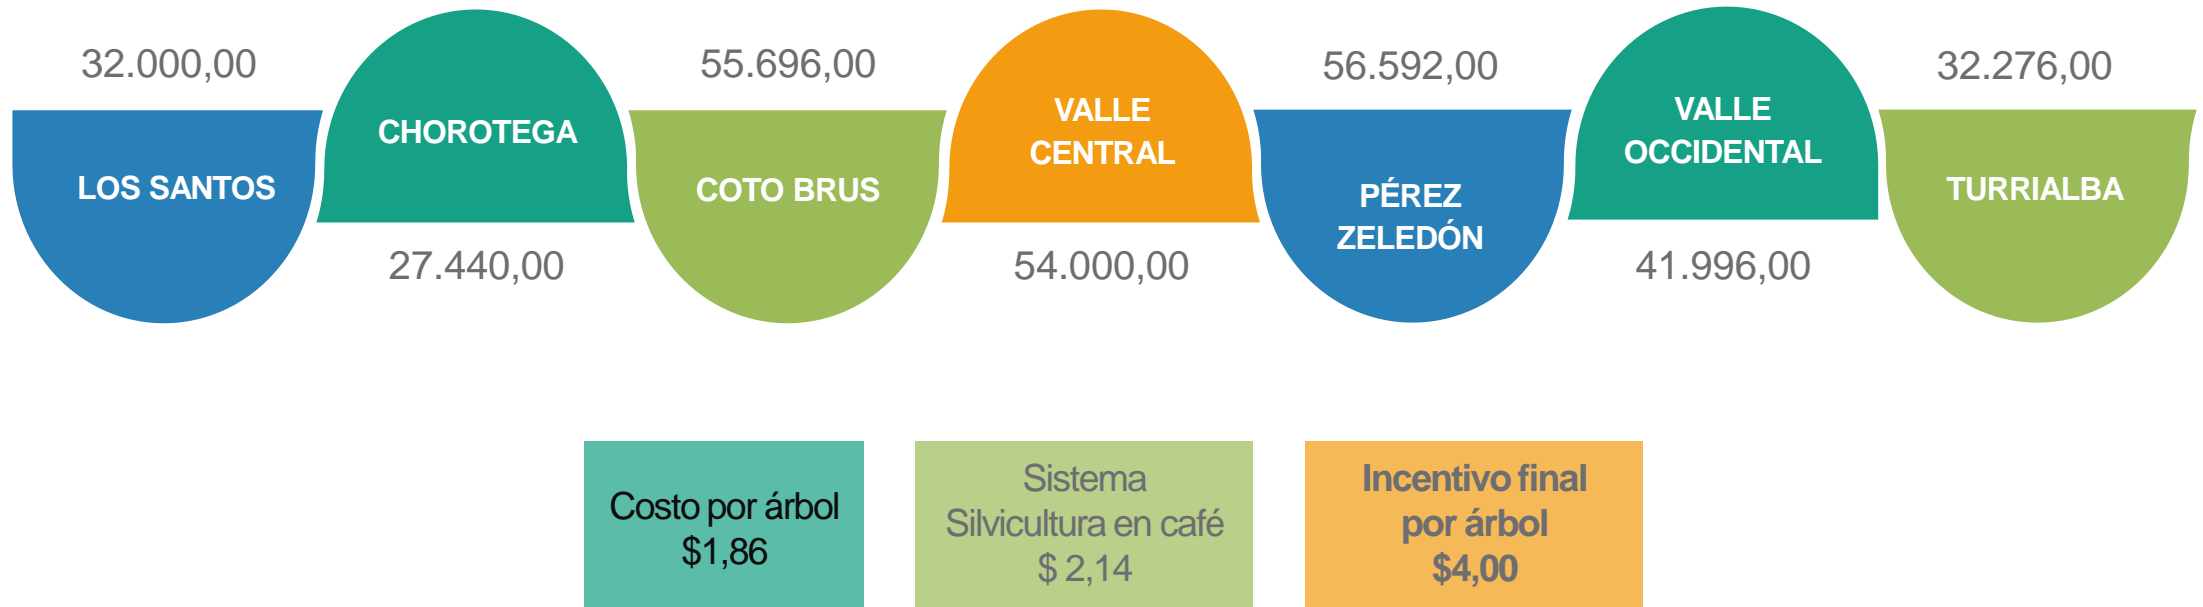 32.000,00
LOS SANTOS
CHOROTEGA
27.440,00
55.696,00
COTO BRUS
VALLE
CENTRAL
54.000,00
56.592,00
PÉREZ
ZELEDÓN
VALLE
OCCIDENTAL
41.996,00
32.276,00
TURRIALBA
Costo por árbol
$1,86
Sistema
Silvicultura en café
$ 2,14
Incentivo final
por árbol
$4,00